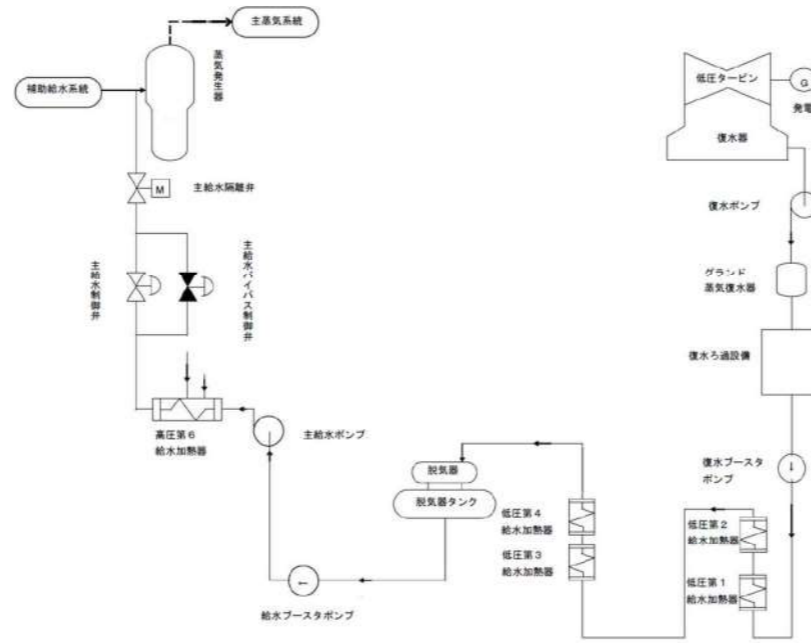 主蒸気系統
蒸気発生器
補助給水系統
低圧タービン
G
発電
復水器
M
主給水隔離弁
復水ポンプ
主給水制御弁
主給水バイパス制御弁
グランド
蒸気復水器
復水ろ過設備
高圧第6
給水加熱器
主給水ポンプ
脱気器
脱気器タンク
低圧第4
給水加熱器
低圧第3
給水加熱器
復水ブースタ
ポンプ
低圧第2
給水加熱器
低圧第1
給水加熱器
給水ブースタポンプ